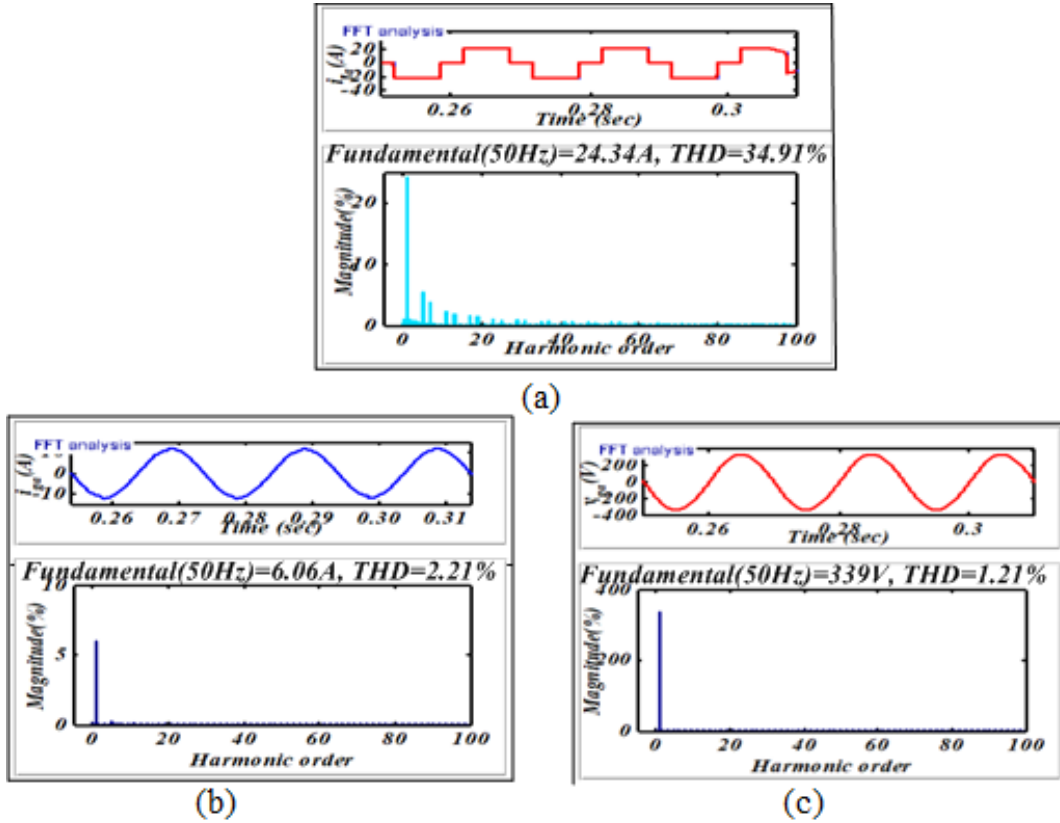 FFT analysis
20
0
-20
-40
0.26
0.28
0.3
Time (sec)
Fundamental(50Hz)=24.34A, THD=34.91%
Magnitude(%)
20
10
0
0
20
40
60
80
100
Harmonic order
(a)
FFT analysis
0
-10
0.26
0.27
0.28
0.29
0.30
0.31
Time (sec)
Fundamental(50Hz)=6.06A, THD=2.21%
Magnitude(%)
10
5
0
0
20
40
60
80
100
Harmonic order
(b)
FFT analysis
200
0
-200
-400
0.26
0.28
0.3
Time (sec)
Fundamental(50Hz)=339V, THD=1.21%
Magnitude(%)
400
200
0
0
20
40
60
80
100
Harmonic order
(c)